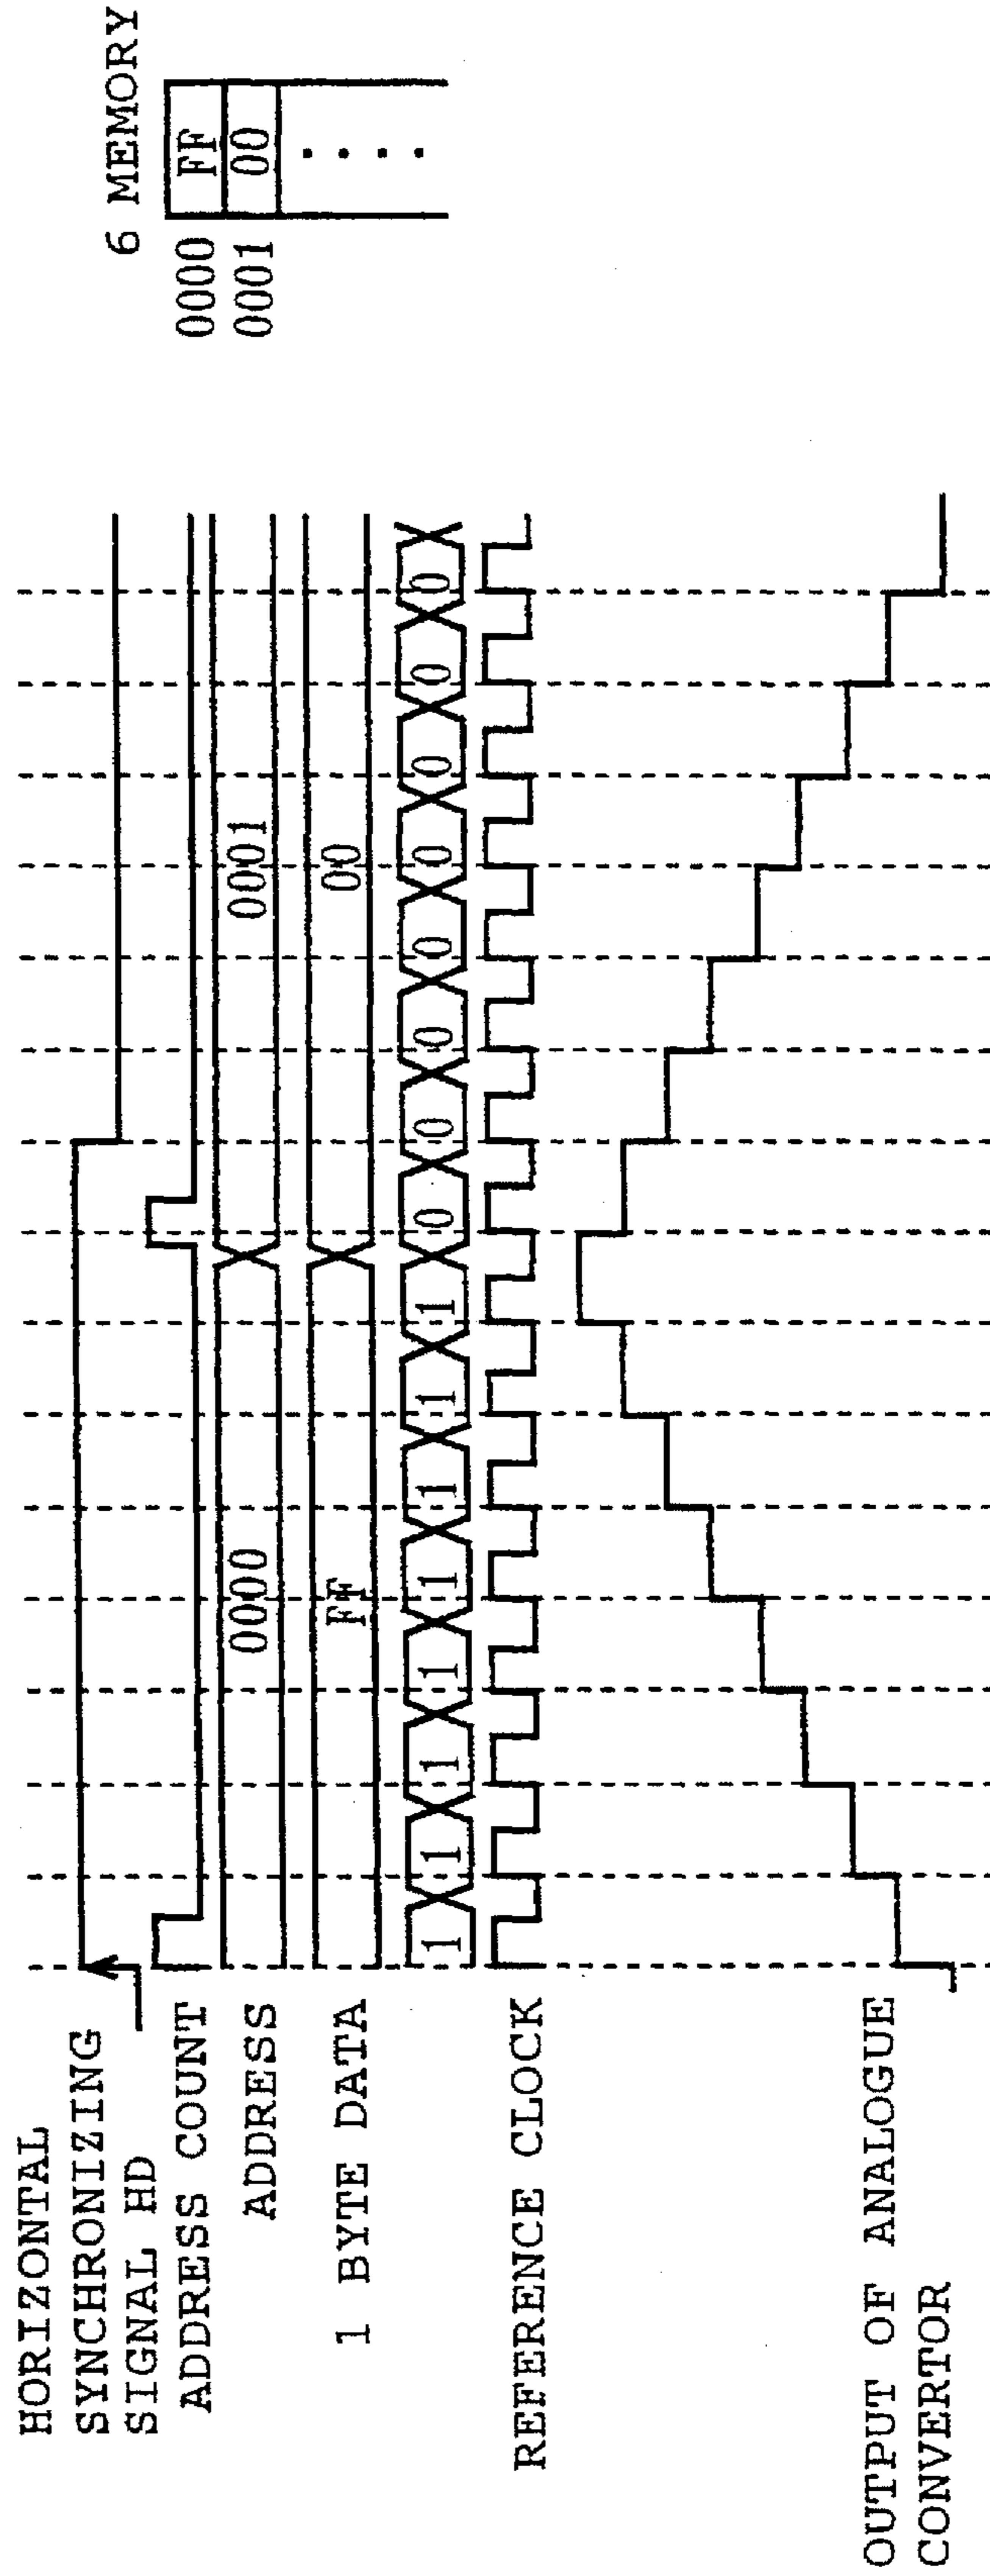 HORIZONTAL
SYNCHRONIZING
SIGNAL HD
ADDRESS COUNT
ADDRESS 0000 0001
1 BYTE DATA FF 00
1 1 1 1 1 1 1 1 0 0 0 0 0 0 0 0
REFERENCE CLOCK
OUTPUT OF ANALOGUE
CONVERTOR
6 MEMORY
0000 FF
0001 00